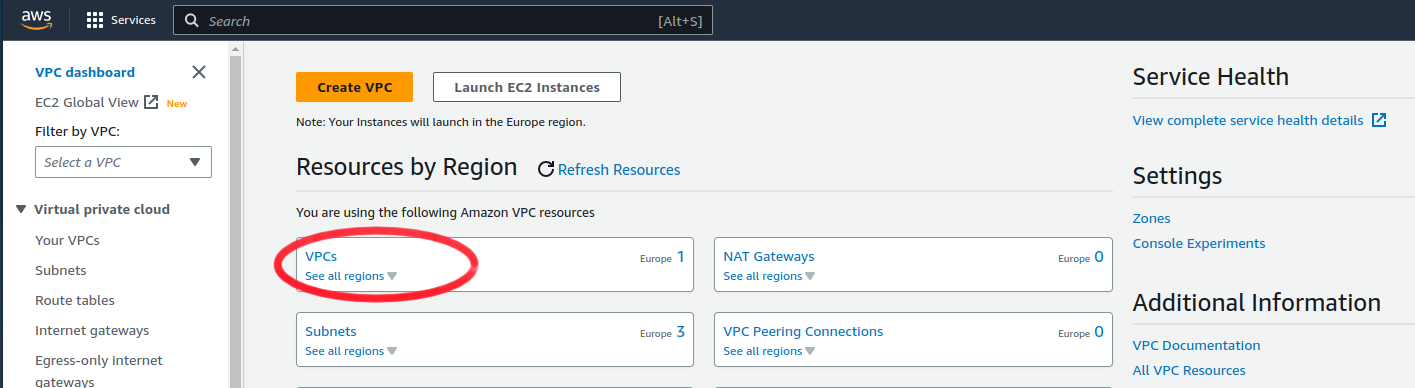 aws
Services
Search
[Alt+S]
VPC dashboard
EC2 Global View New
Filter by VPC:
Select a VPC
Virtual private cloud
Your VPCs
Subnets
Route tables
Internet gateways
Egress-only internet
gateways
Create VPC
Launch EC2 Instances
Note: Your Instances will launch in the Europe region.
Resources by Region
Refresh Resources
You are using the following Amazon VPC resources
VPCs
Europe 1
See all regions
NAT Gateways
Europe 0
See all regions
Subnets
Europe 3
See all regions
VPC Peering Connections
Europe 0
See all regions
Service Health
View complete service health details
Settings
Zones
Console Experiments
Additional Information
VPC Documentation
All VPC Resources